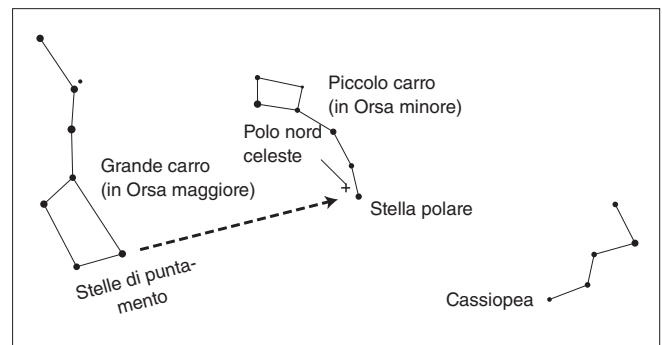 Piccolo carro
(in Orsa minore)
Polo nord
celeste
Grande carro
(in Orsa maggiore)
Stella polare
Stelle di punta-
mento
Cassiopea